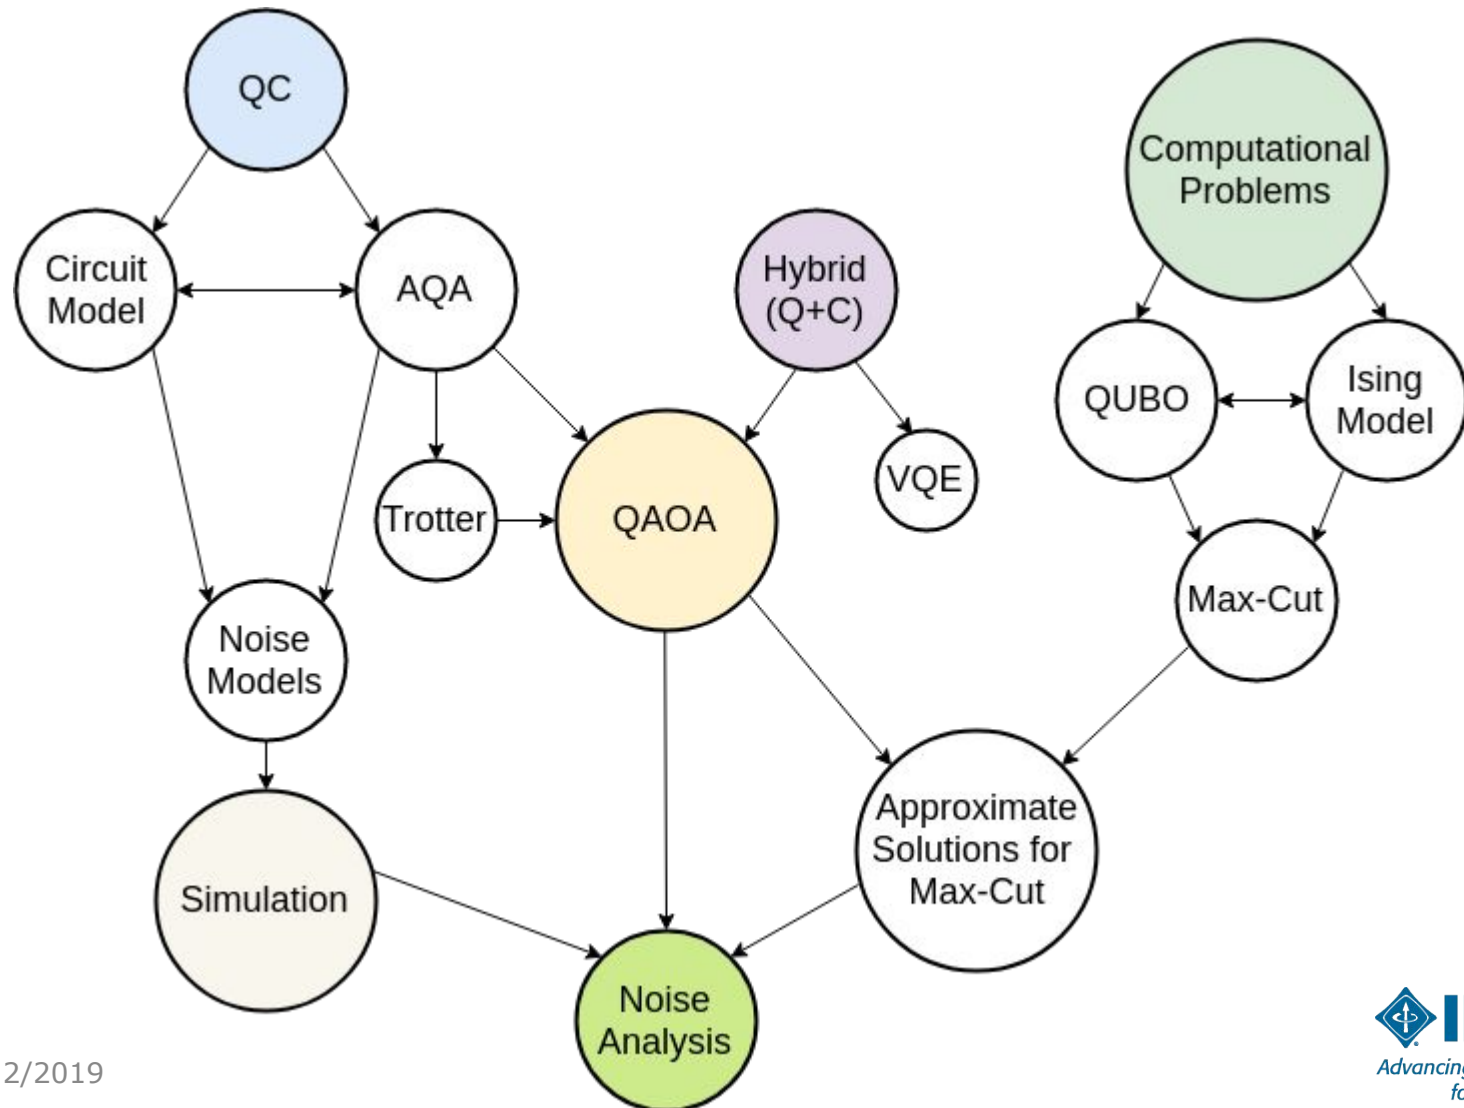 QC
Computational
Problems
Circuit
Model
AQA
Hybrid
(Q+C)
QUBO
Ising
Model
Trotter
QAOA
VQE
Max-Cut
Noise
Models
Approximate
Solutions for
Max-Cut
Simulation
Noise
Analysis
2/2019
Advancing
fo